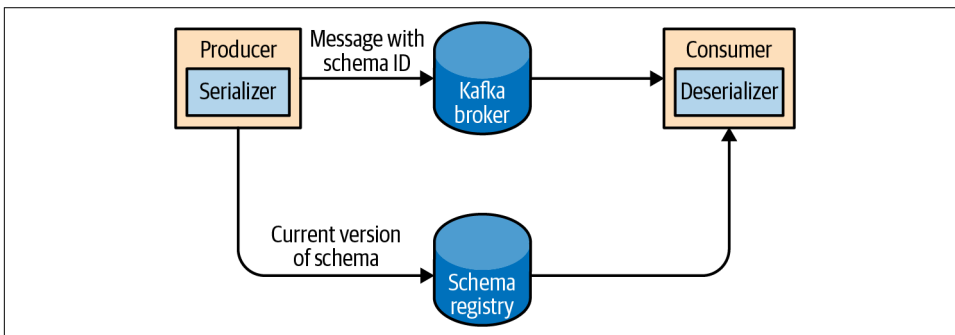 Producer
Serializer
Message with
schema ID
Kafka
broker
Consumer
Deserializer
Current version
of schema
Schema
registry